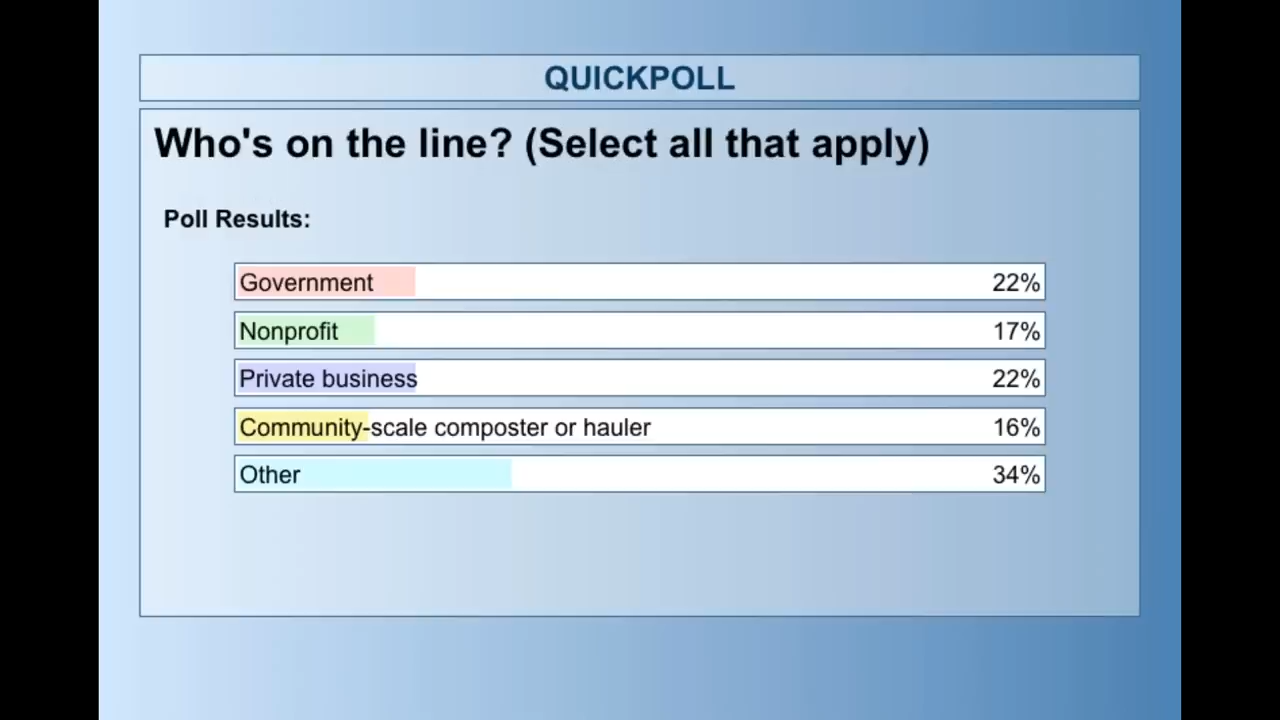 QUICKPOLL
Who's on the line? (Select all that apply)
Poll Results:
Government 22%
Nonprofit 17%
Private business 22%
Community-scale composter or hauler 16%
Other 34%